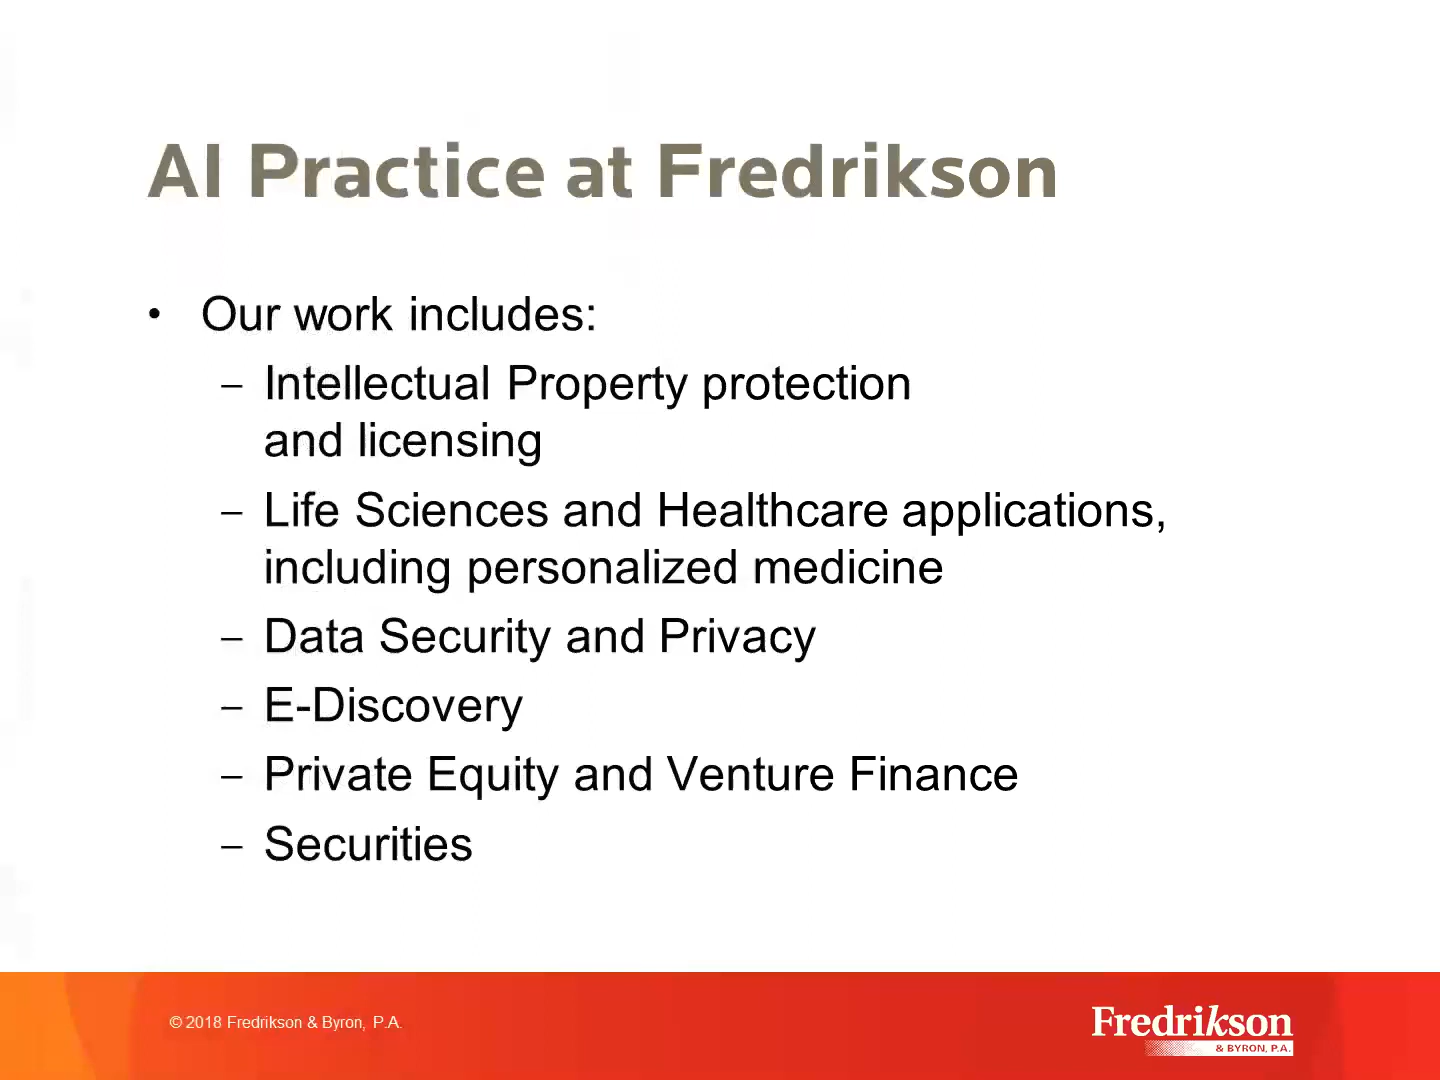 AI Practice at Fredrikson
• Our work includes:
– Intellectual Property protection
and licensing
– Life Sciences and Healthcare applications,
including personalized medicine
– Data Security and Privacy
– E-Discovery
– Private Equity and Venture Finance
– Securities
© 2018 Fredrikson & Byron, P.A.
Fredrikson
& BYRON, P.A.